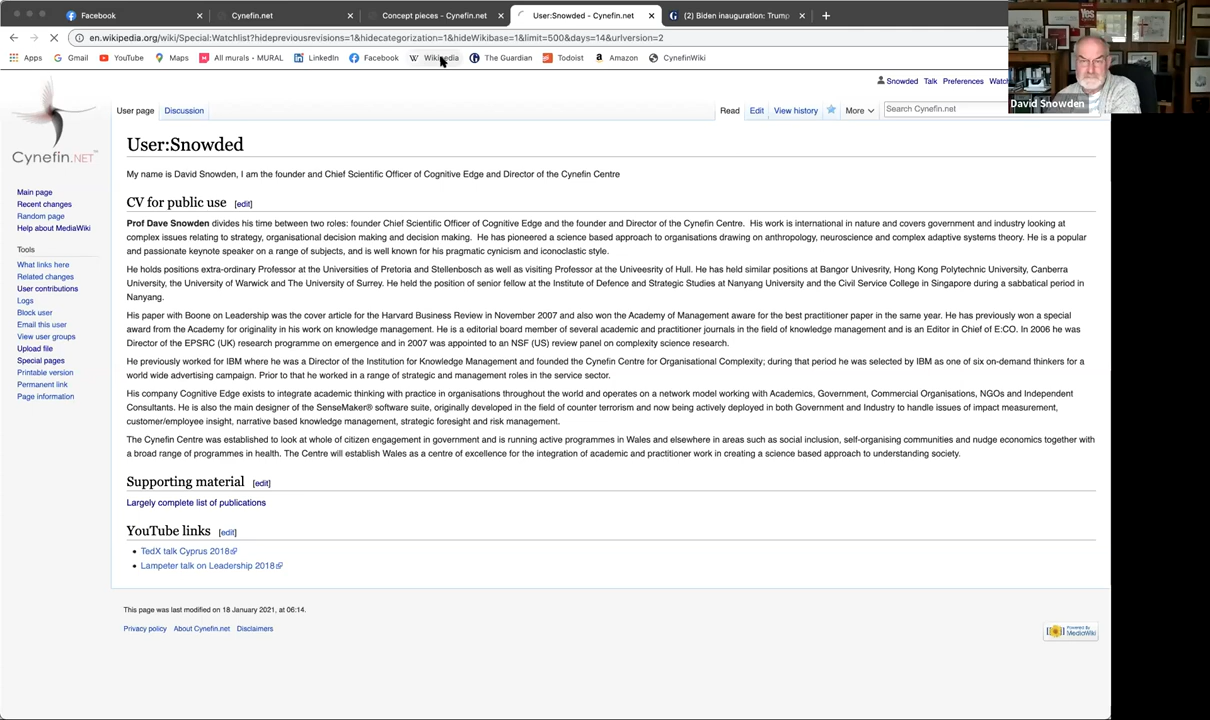 Facebook
Cynefin.net
Concept pieces - Cynefin.net
User:Snowded - Cynefin.net
(2) Biden inauguration: Trump
en.wikipedia.org/wiki/Special:Watchlist?hidepreviousrevisions=1&hidecategorization=1&hideWikibase=1&limit=500&days=14&urlversion=2
Apps Gmail YouTube Maps All murals - MURAL LinkedIn Facebook Wikipedia The Guardian Todoist Amazon CynefinWiki
Yes
David Snowden
Snowded Talk Preferences
User page Discussion Read Edit View history More Search Cynefin.net
Cynefin.NET™
Main page
Recent changes
Random page
Help about MediaWiki
Tools
What links here
Related changes
User contributions
Logs
Block user
Email this user
View user groups
Upload file
Special pages
Printable version
Permanent link
Page information
User:Snowded
My name is David Snowden, I am the founder and Chief Scientific Officer of Cognitive Edge and Director of the Cynefin Centre
CV for public use [edit]
Prof Dave Snowden divides his time between two roles: founder Chief Scientific Officer of Cognitive Edge and the founder and Director of the Cynefin Centre. His work is international in nature and covers government and industry looking at
complex issues relating to strategy, organisational decision making and decision making. He has pioneered a science based approach to organisations drawing on anthropology, neuroscience and complex adaptive systems theory. He is a popular
and passionate keynote speaker on a range of subjects, and is well known for his pragmatic cynicism and iconoclastic style.
He holds positions extra-ordinary Professor at the Universities of Pretoria and Stellenbosch as well as visiting Professor at the Univeesrity of Hull. He has held similar positions at Bangor Univesrity, Hong Kong Polytechnic University, Canberra
University, the University of Warwick and The University of Surrey. He held the position of senior fellow at the Institute of Defence and Strategic Studies at Nanyang University and the Civil Service College in Singapore during a sabbatical period in
Nanyang.
His paper with Boone on Leadership was the cover article for the Harvard Business Review in November 2007 and also won the Academy of Management aware for the best practitioner paper in the same year. He has previously won a special
award from the Academy for originality in his work on knowledge management. He is a editorial board member of several academic and practitioner journals in the field of knowledge management and is an Editor in Chief of E:CO. In 2006 he was
Director of the EPSRC (UK) research programme on emergence and in 2007 was appointed to an NSF (US) review panel on complexity science research.
He previously worked for IBM where he was a Director of the Institution for Knowledge Management and founded the Cynefin Centre for Organisational Complexity; during that period he was selected by IBM as one of six on-demand thinkers for a
world wide advertising campaign. Prior to that he worked in a range of strategic and management roles in the service sector.
His company Cognitive Edge exists to integrate academic thinking with practice in organisations throughout the world and operates on a network model working with Academics, Government, Commercial Organisations, NGOs and Independent
Consultants. He is also the main designer of the SenseMaker® software suite, originally developed in the field of counter terrorism and now being actively deployed in both Government and Industry to handle issues of impact measurement,
customer/employee insight, narrative based knowledge management, strategic foresight and risk management.
The Cynefin Centre was established to look at whole of citizen engagement in government and is running active programmes in Wales and elsewhere in areas such as social inclusion, self-organising communities and nudge economics together with
a broad range of programmes in health. The Centre will establish Wales as a centre of excellence for the integration of academic and practitioner work in creating a science based approach to understanding society.
Supporting material [edit]
Largely complete list of publications
YouTube links [edit]
TedX talk Cyprus 2018
Lampeter talk on Leadership 2018
This page was last modified on 18 January 2021, at 06:14.
Privacy policy About Cynefin.net Disclaimers
Powered By MediaWiki